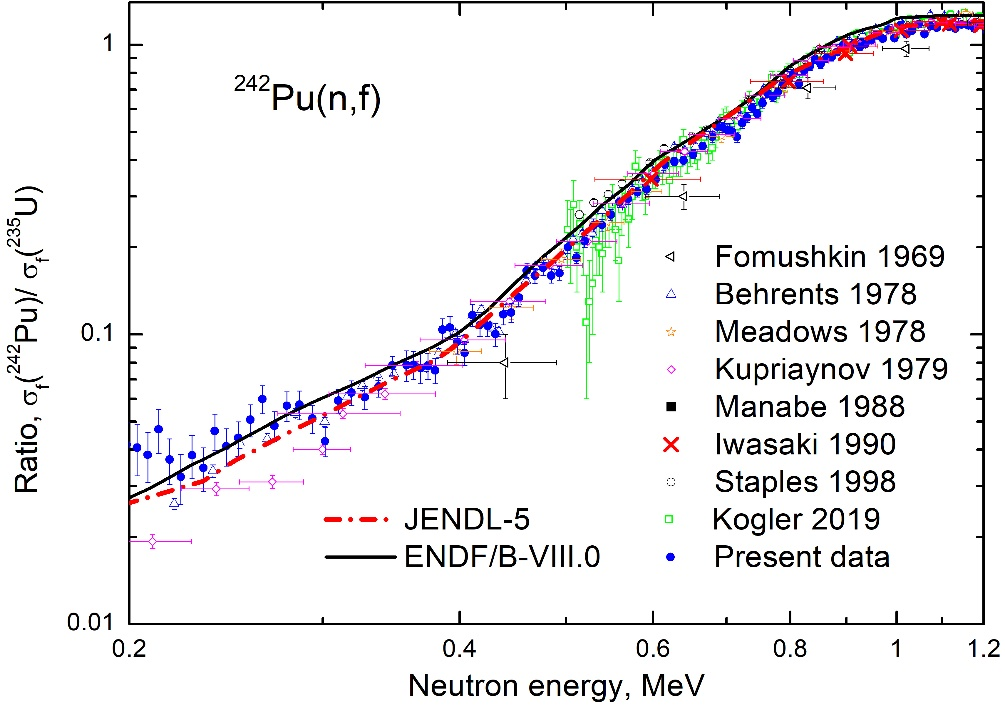 1
0.1
0.01
Ratio, σf(242Pu)/ σf(235U)
242Pu(n,f)
Fomushkin 1969
Behrents 1978
Meadows 1978
Kupriaynov 1979
Manabe 1988
Iwasaki 1990
Staples 1998
Kogler 2019
Present data
JENDL-5
ENDF/B-VIII.0
0.2
0.4
0.6
0.8
1
1.2
Neutron energy, MeV